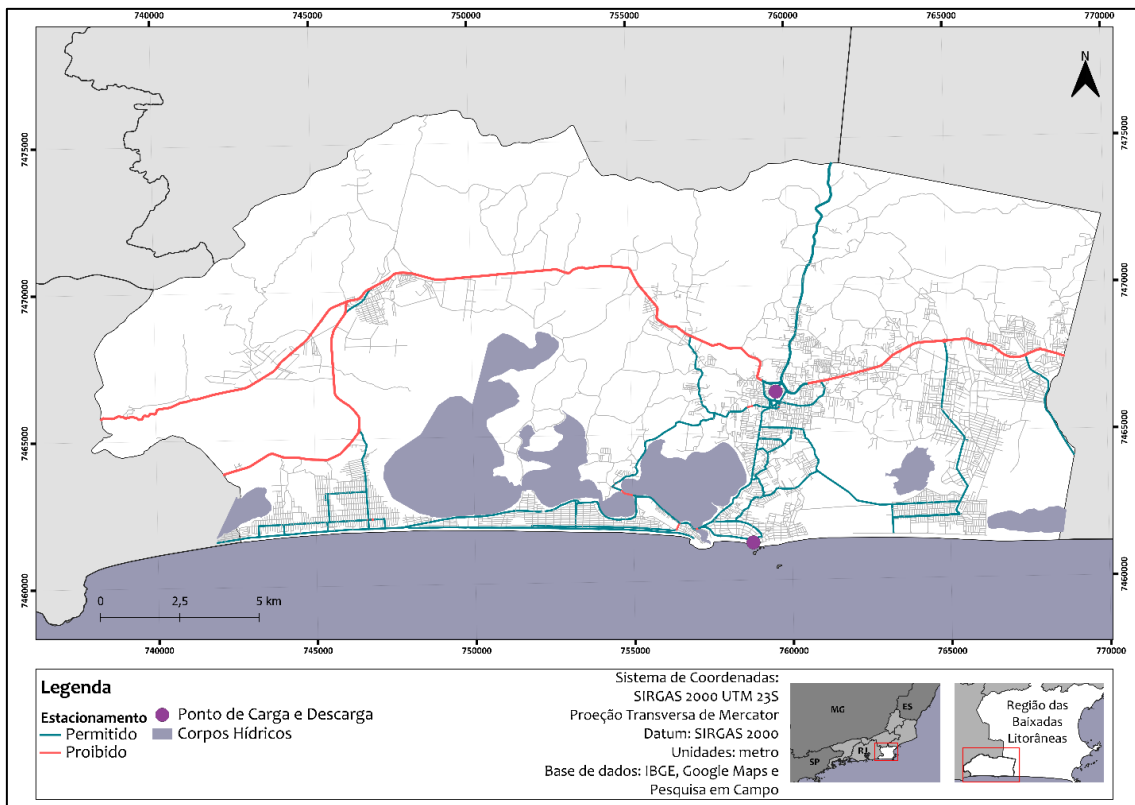 740000 745000 750000 755000 760000 765000 770000
N
7475000 7475000
7470000 7470000
7465000 7465000
7460000 7460000
0 2,5 5 km
740000 745000 750000 755000 760000 765000 770000
Legenda
Estacionamento
Permitido
Proibido
Ponto de Carga e Descarga
Corpos Hídricos
Sistema de Coordenadas:
SIRGAS 2000 UTM 23S
Proeção Transversa de Mercator
Datum: SIRGAS 2000
Unidades: metro
Base de dados: IBGE, Google Maps e
Pesquisa em Campo
MG
ES
RJ
SP
Região das
Baixadas
Litorâneas